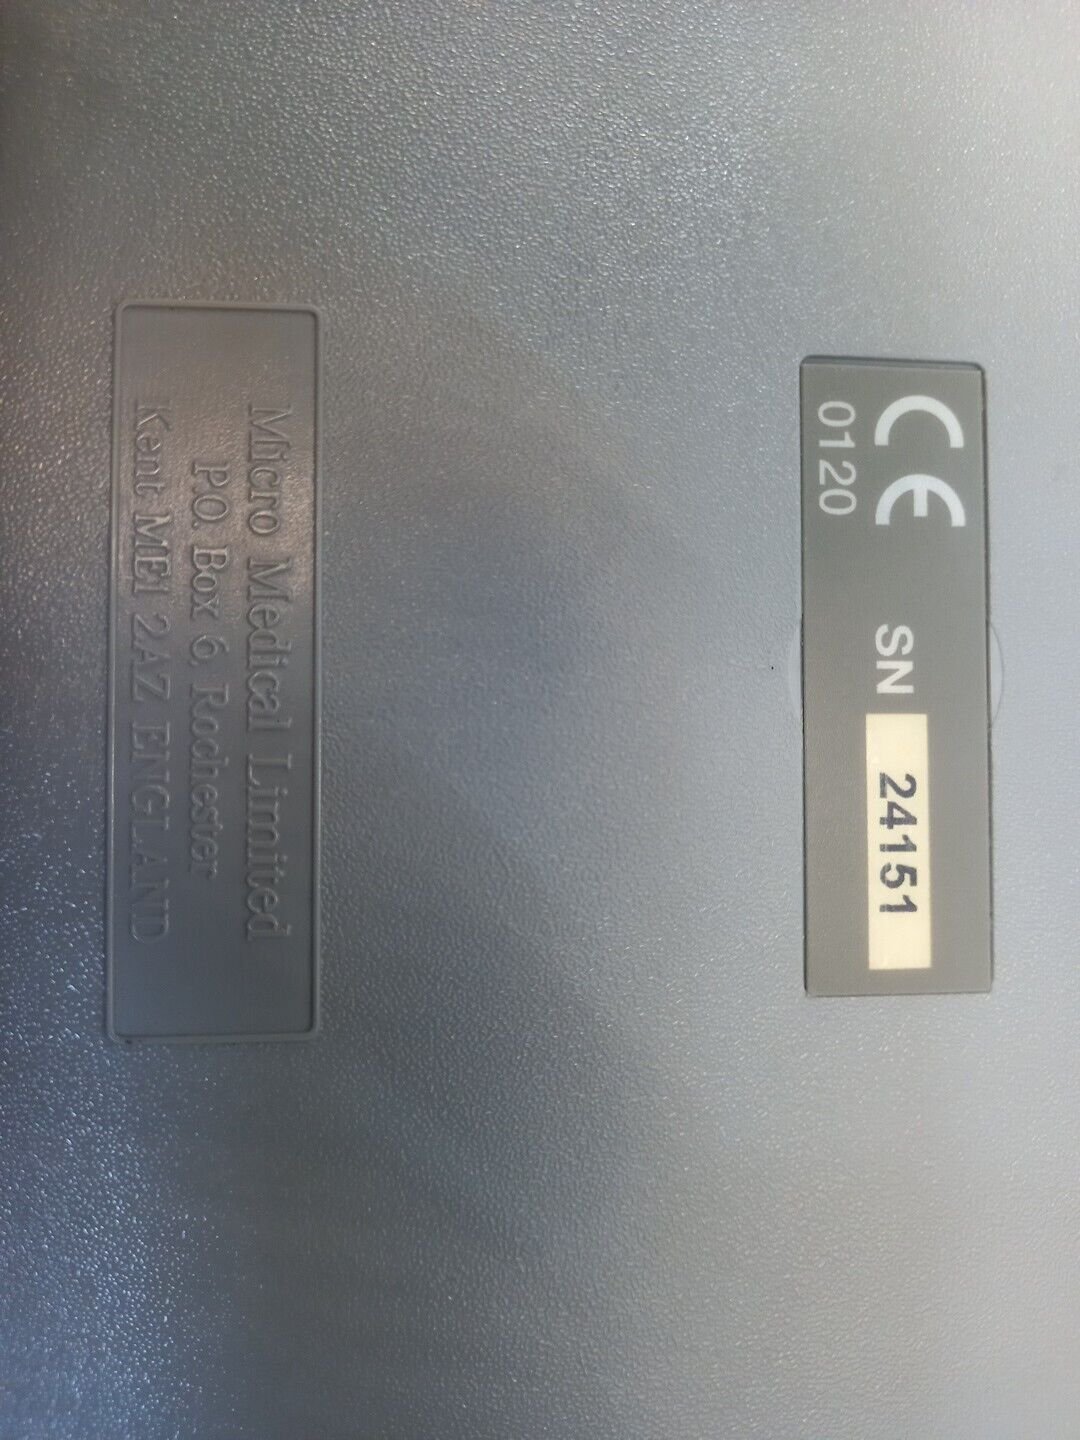 CE SN 24151
0120
Micro Medical Limited
P.O. Box 6, Rochester
Kent ME1 2AZ ENGLAND